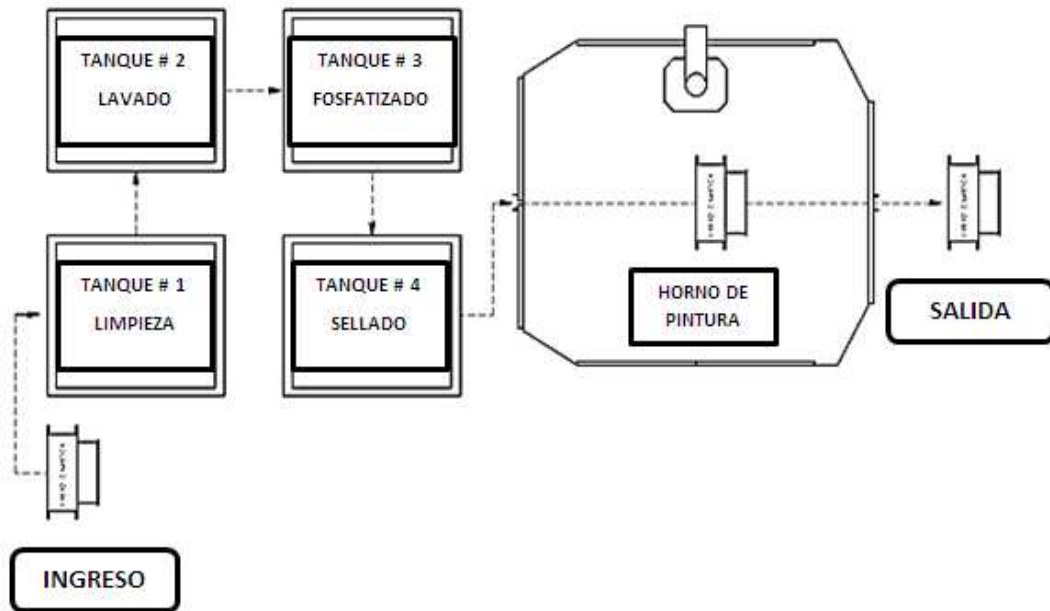 TANQUE # 2
LAVADO
TANQUE # 3
FOSFATIZADO
TANQUE # 1
LIMPIEZA
TANQUE # 4
SELLADO
HORNO DE
PINTURA
SALIDA
INGRESO